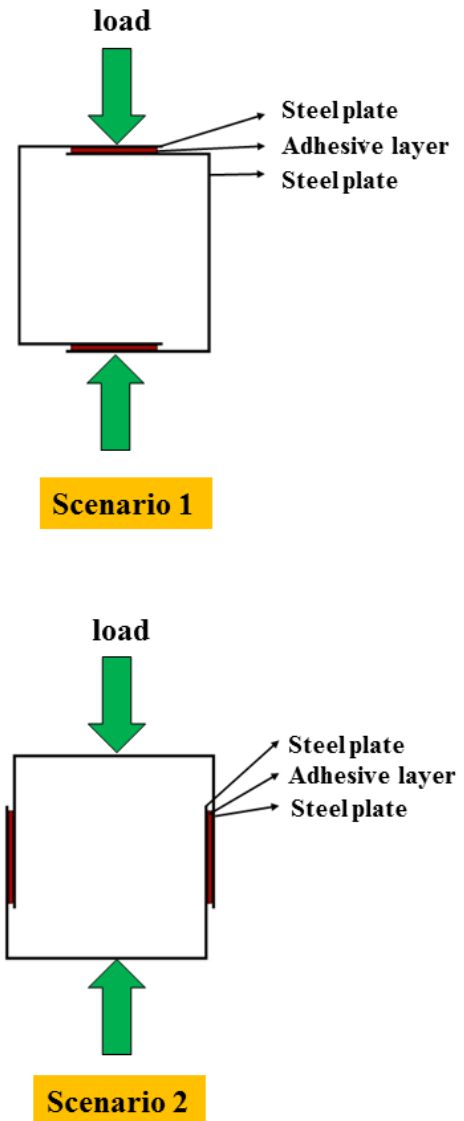 load
Steel plate
Adhesive layer
Steel plate
Scenario 1
load
Steel plate
Adhesive layer
Steel plate
Scenario 2